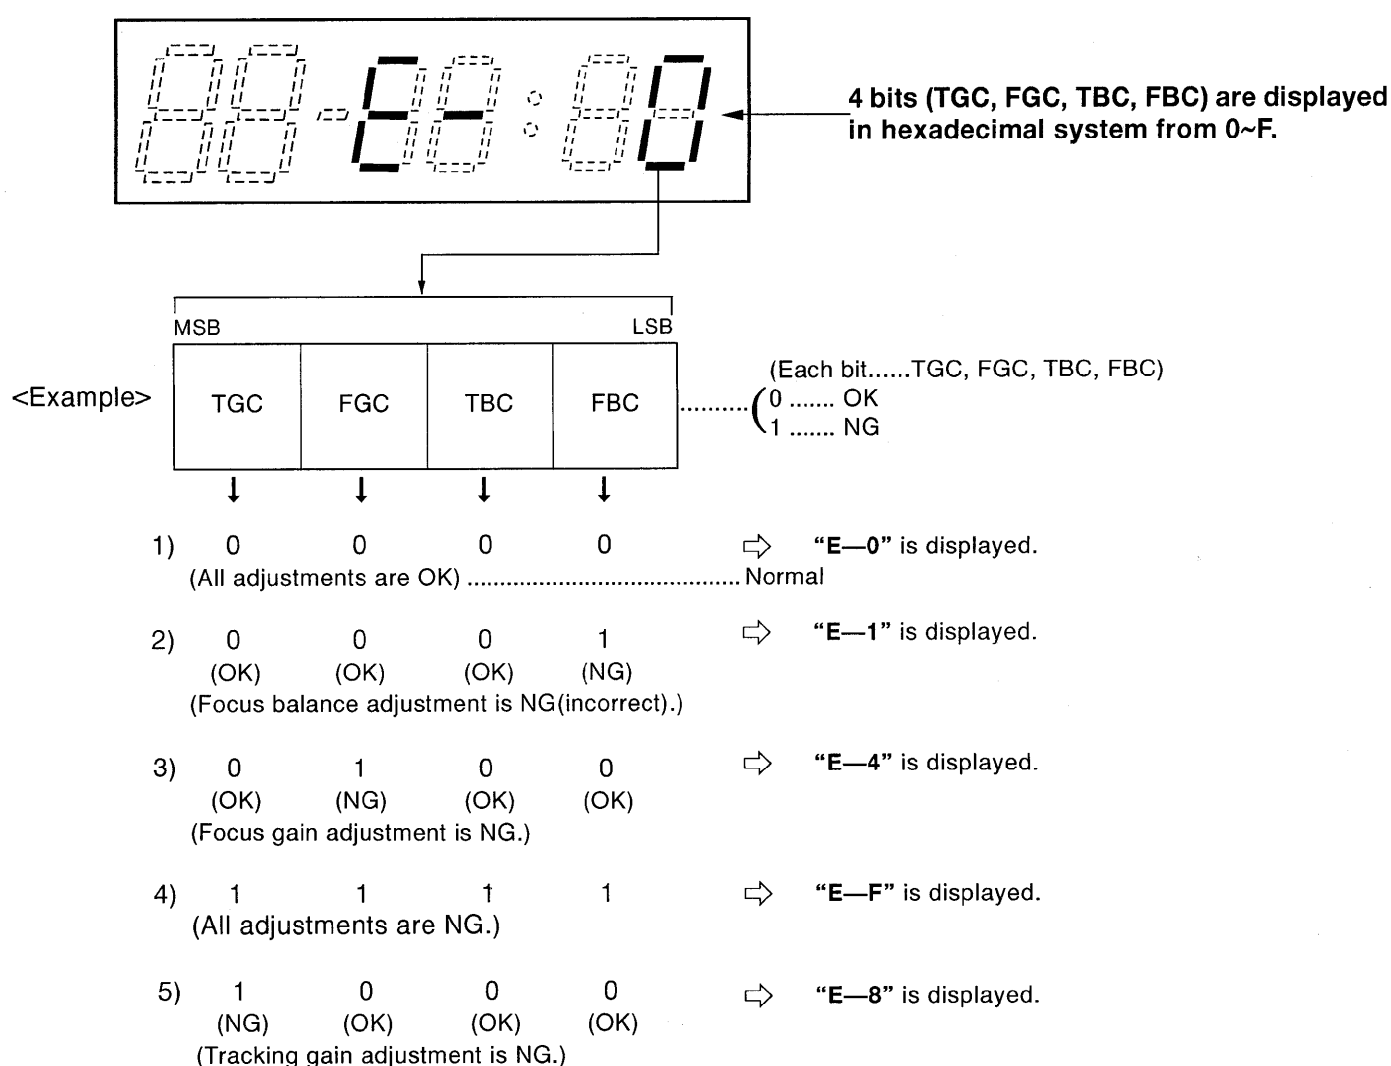 E- 0
4 bits (TGC, FGC, TBC, FBC) are displayed
in hexadecimal system from 0~F.
MSB LSB
<Example> TGC FGC TBC FBC
(Each bit......TGC, FGC, TBC, FBC)
0 ....... OK
1 ....... NG
1) 0 0 0 0 ⇨ “E—0” is displayed.
(All adjustments are OK) ....................................... Normal
2) 0 0 0 1 ⇨ “E—1” is displayed.
(OK) (OK) (OK) (NG)
(Focus balance adjustment is NG(incorrect).)
3) 0 1 0 0 ⇨ “E—4” is displayed.
(OK) (NG) (OK) (OK)
(Focus gain adjustment is NG.)
4) 1 1 1 1 ⇨ “E—F” is displayed.
(All adjustments are NG.)
5) 1 0 0 0 ⇨ “E—8” is displayed.
(NG) (OK) (OK) (OK)
(Tracking gain adjustment is NG.)